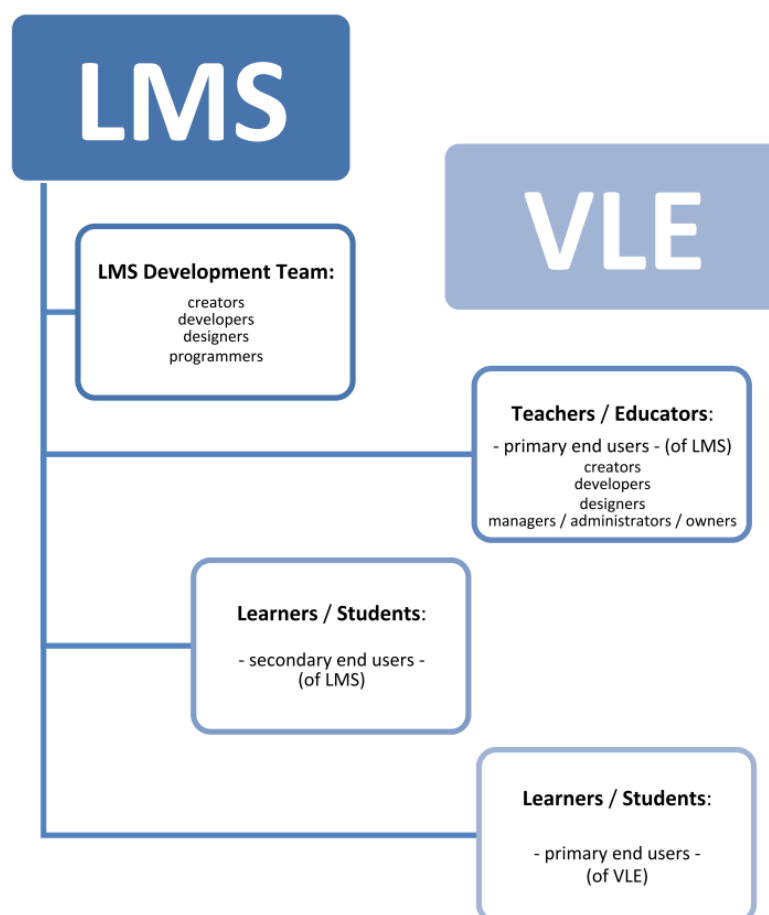 LMS
VLE
LMS Development Team:
creators
developers
designers
programmers
Teachers / Educators:
- primary end users - (of LMS)
creators
developers
designers
managers / administrators / owners
Learners / Students:
- secondary end users -
(of LMS)
Learners / Students:
- primary end users -
(of VLE)